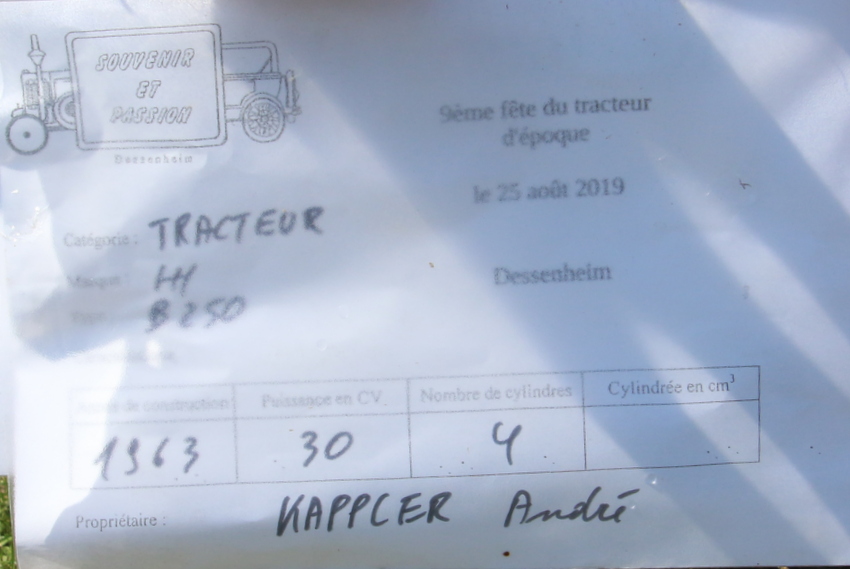 SOUVENIR
ET
PASSION
Dessenheim
9ème fête du tracteur
d'époque
le 25 août 2019
Dessenheim
Catégorie : TRACTEUR
Marque : IH
Type : B250
Année de construction
Puissance en CV
Nombre de cylindres
Cylindrée en cm³
1963
30
4
Propriétaire : KAPPLER André